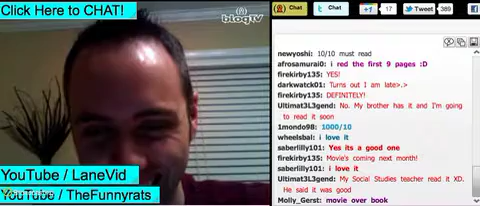 Click Here to CHAT!
blogTV
YouTube / LaneVid
YouTube / TheFunnyrats
Chat
Chat
+1
17
Tweet
389
newyoshi: 10/10 must read
afrosamurai0: i red the first 9 pages :D
firekirby135: YES!
darkwatck01: Turns out I am late>.>
firekirby135: DEFINITELY!
Ultimat3L3gend: No. My brother has it and I'm going
to read it soon
1mondo98: 1000/10
wheelsbal: i love it
saberlilly101: Yes its a good one
firekirby135: Movie's coming next month!
saberlilly101: i love it
Ultimat3L3gend: My Social Studies teacher read it XD.
He said it was good
Molly_Gerst: movie over book